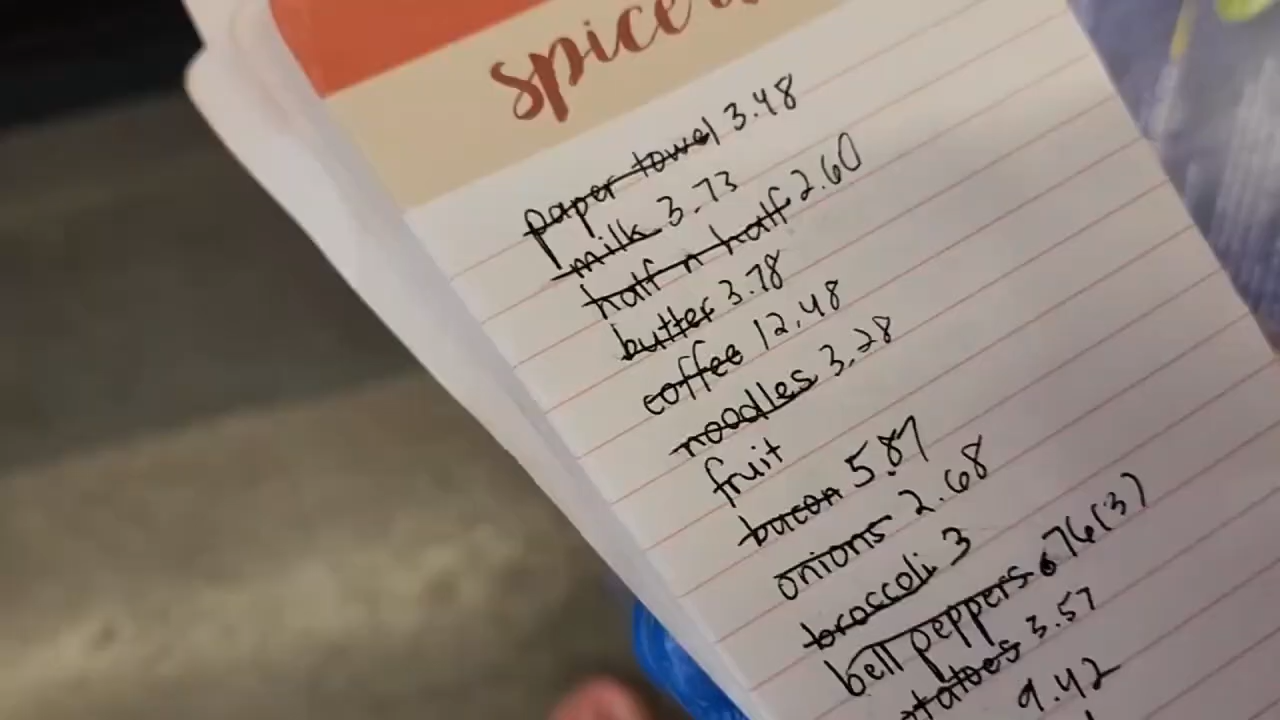 spice
paper towel 3.48
milk 3.73
half n half 2.60
butter 3.78
coffee 12.48
noodles 3.28
fruit
bacon 5.87
onions 2.68
broccoli 3
bell peppers .76(3)
otatoes 3.57
9.42